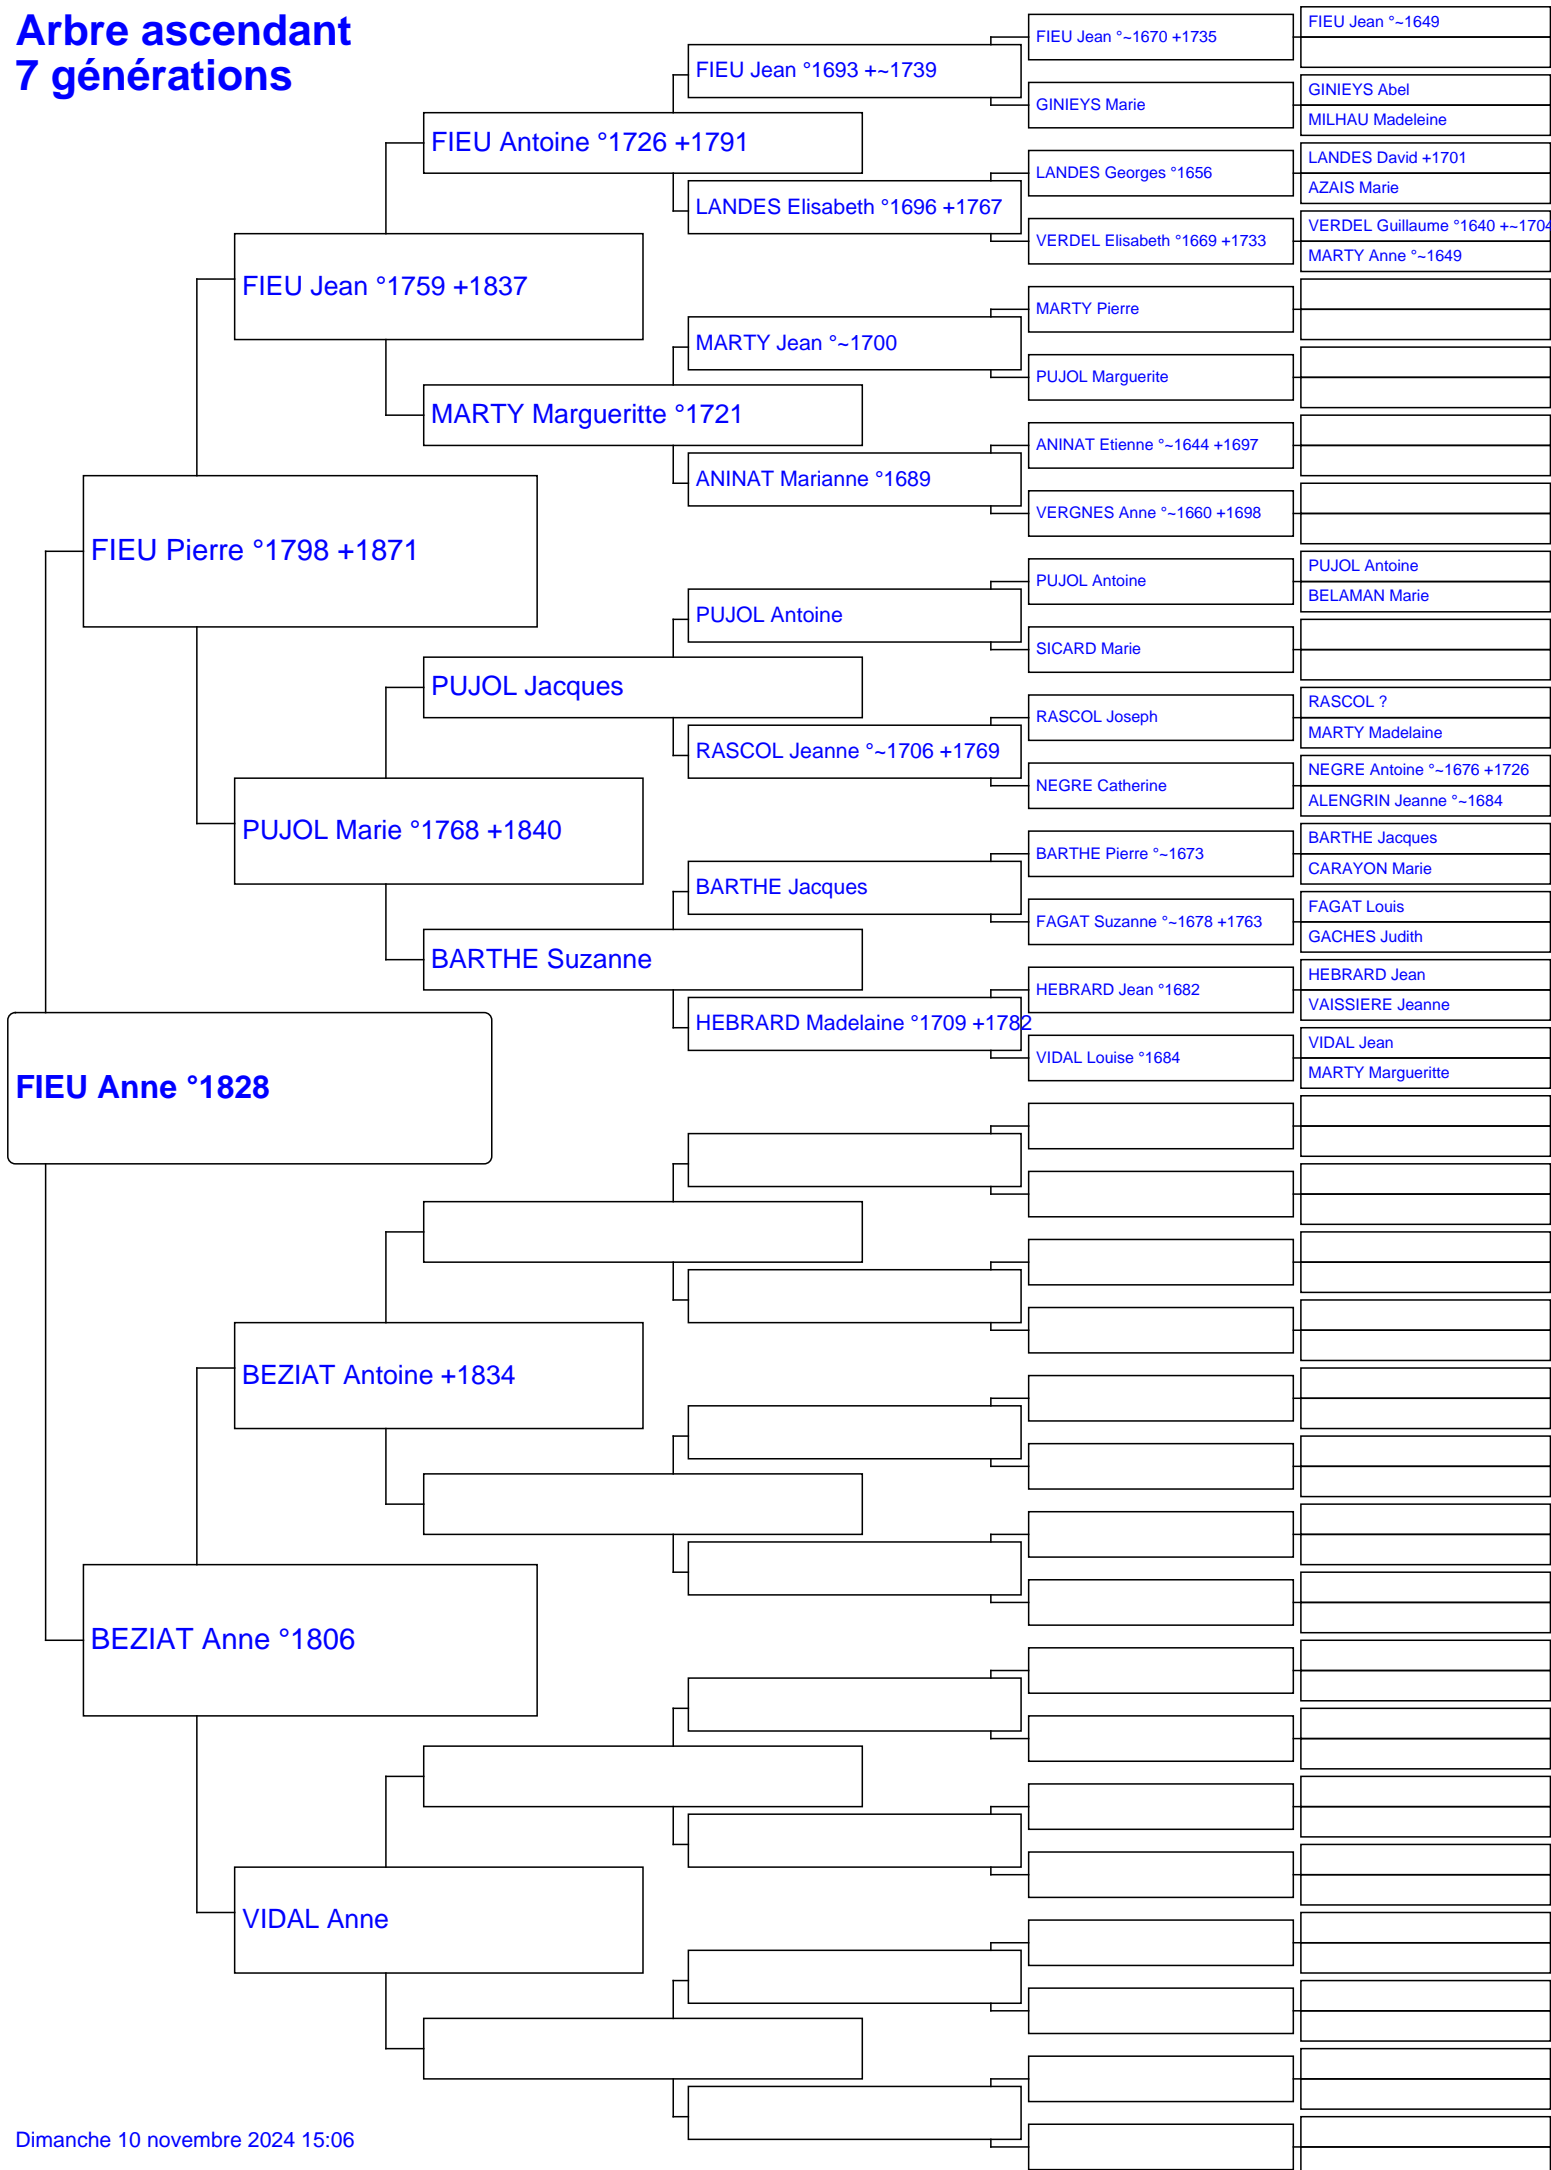 Arbre ascendant
7 générations
FIEU Anne °1828
FIEU Pierre °1798 +1871
BEZIAT Anne °1806
FIEU Jean °1759 +1837
PUJOL Marie °1768 +1840
BEZIAT Antoine +1834
VIDAL Anne
FIEU Antoine °1726 +1791
MARTY Margueritte °1721
PUJOL Jacques
BARTHE Suzanne
FIEU Jean °1693 +~1739
LANDES Elisabeth °1696 +1767
MARTY Jean °~1700
ANINAT Marianne °1689
PUJOL Antoine
RASCOL Jeanne °~1706 +1769
BARTHE Jacques
HEBRARD Madelaine °1709 +1782
FIEU Jean °~1670 +1735
GINIEYS Marie
LANDES Georges °1656
VERDEL Elisabeth °1669 +1733
MARTY Pierre
PUJOL Marguerite
ANINAT Etienne °~1644 +1697
VERGNES Anne °~1660 +1698
PUJOL Antoine
SICARD Marie
RASCOL Joseph
NEGRE Catherine
BARTHE Pierre °~1673
FAGAT Suzanne °~1678 +1763
HEBRARD Jean °1682
VIDAL Louise °1684
FIEU Jean °~1649
GINIEYS Abel
MILHAU Madeleine
LANDES David +1701
AZAIS Marie
VERDEL Guillaume °1640 +~1704
MARTY Anne °~1649
PUJOL Antoine
BELAMAN Marie
RASCOL ?
MARTY Madelaine
NEGRE Antoine °~1676 +1726
ALENGRIN Jeanne °~1684
BARTHE Jacques
CARAYON Marie
FAGAT Louis
GACHES Judith
HEBRARD Jean
VAISSIERE Jeanne
VIDAL Jean
MARTY Margueritte
Dimanche 10 novembre 2024 15:06